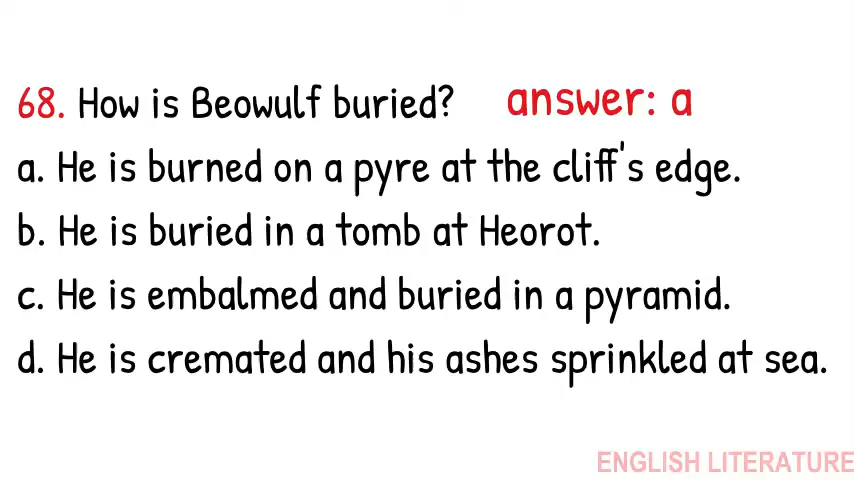 68. How is Beowulf buried? answer: a
a. He is burned on a pyre at the cliff's edge.
b. He is buried in a tomb at Heorot.
c. He is embalmed and buried in a pyramid.
d. He is cremated and his ashes sprinkled at sea.
ENGLISH LITERATURE